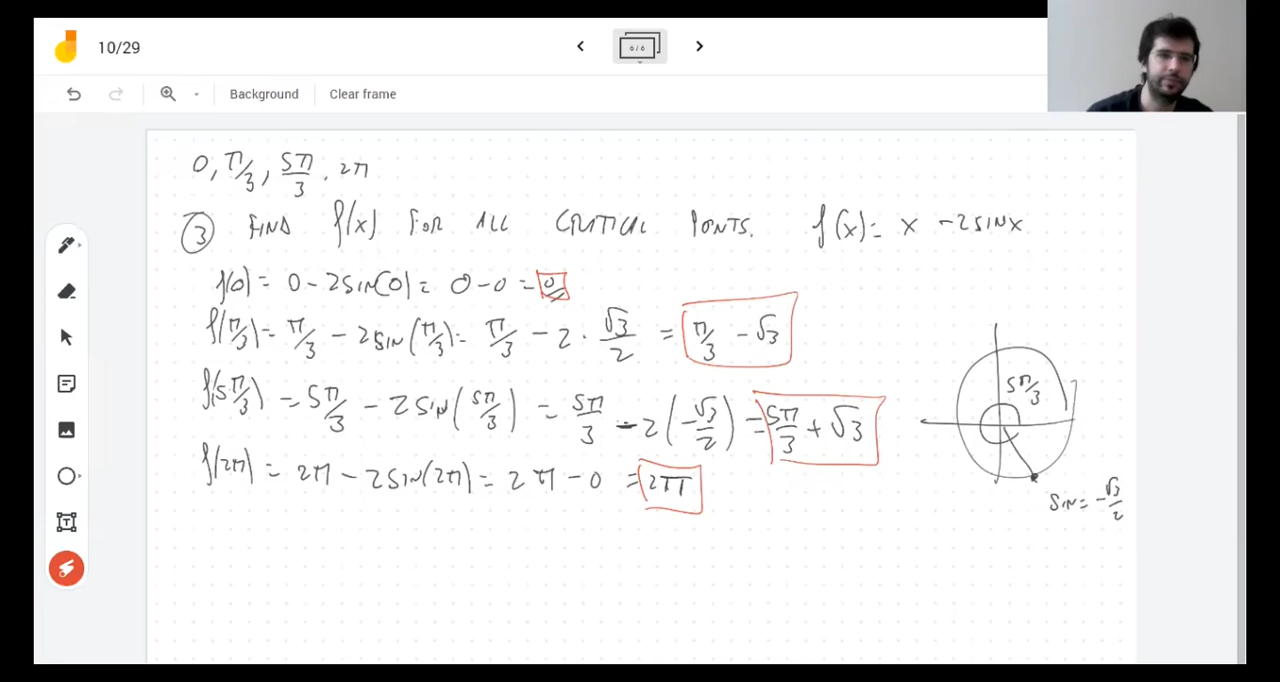 10/29
6/6
Background
Clear frame
0, π/3, 5π/3, 2π
③ FIND f(x) FOR ALL CRITICAL PONTS. f(x)= x -2SINX
f(0)= 0-2SIN(0)= 0-0=0
f(π/3)= π/3 - 2SIN(π/3)= π/3 - 2·√3/2 = π/3 - √3
f(5π/3) = 5π/3 - 2SIN(5π/3) = 5π/3 - 2(-√3/2) = 5π/3 + √3
f(2π) = 2π - 2SIN(2π) = 2π - 0 = 2π
5π/3
SIN= -√3/2